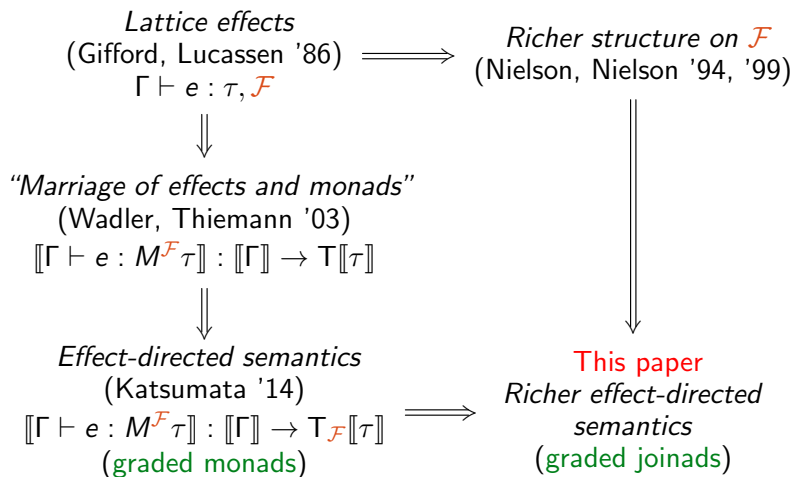 Lattice effects
(Gifford, Lucassen '86)
Γ ⊢ e : τ, ℱ
Richer structure on ℱ
(Nielson, Nielson '94, '99)
“Marriage of effects and monads”
(Wadler, Thiemann '03)
⟦Γ ⊢ e : M^ℱ τ⟧ : ⟦Γ⟧ → T⟦τ⟧
Effect-directed semantics
(Katsumata '14)
⟦Γ ⊢ e : M^ℱ τ⟧ : ⟦Γ⟧ → T_ℱ⟦τ⟧
(graded monads)
This paper
Richer effect-directed
semantics
(graded joinads)